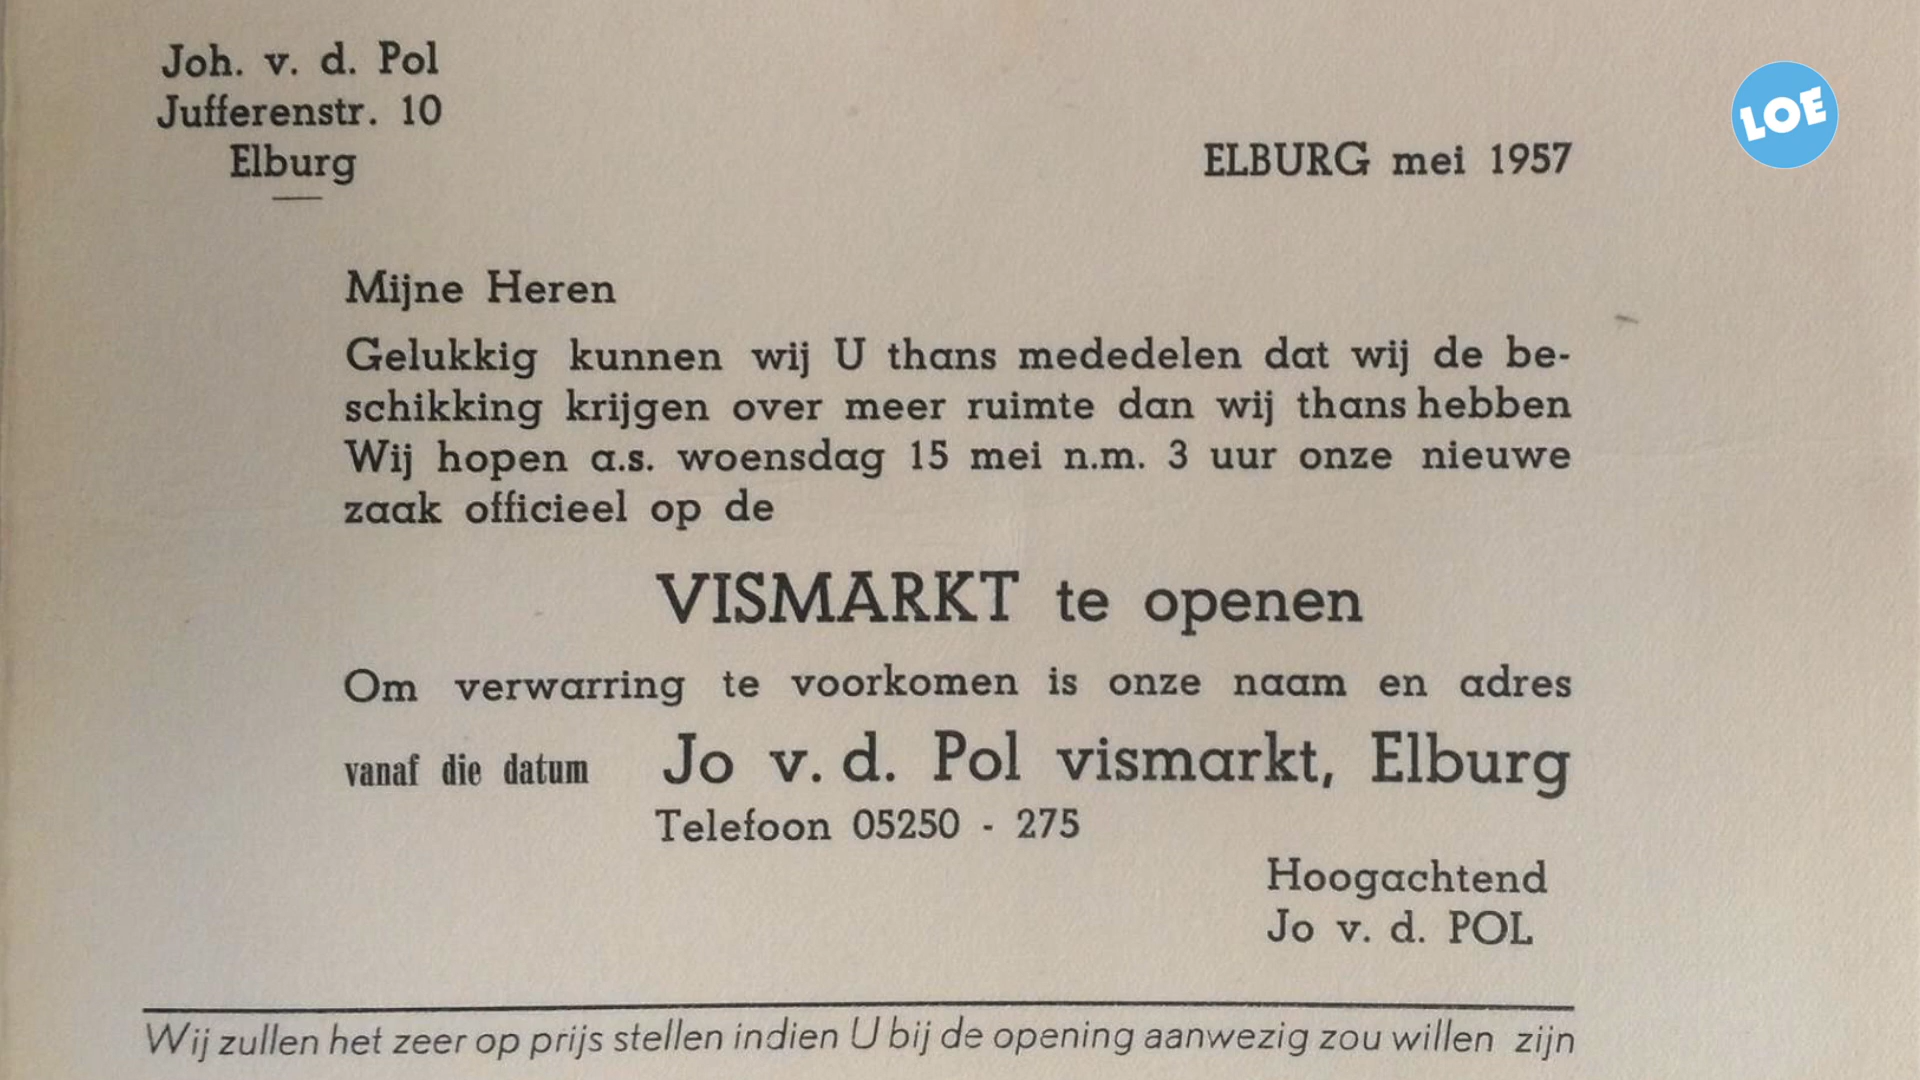 Joh. v. d. Pol
Jufferenstr. 10
Elburg
LOE
ELBURG mei 1957
Mijne Heren
Gelukkig kunnen wij U thans mededelen dat wij de be-
schikking krijgen over meer ruimte dan wij thans hebben
Wij hopen a.s. woensdag 15 mei n.m. 3 uur onze nieuwe
zaak officieel op de
VISMARKT te openen
Om verwarring te voorkomen is onze naam en adres
vanaf die datum Jo v. d. Pol vismarkt, Elburg
Telefoon 05250 - 275
Hoogachtend
Jo v. d. POL
Wij zullen het zeer op prijs stellen indien U bij de opening aanwezig zou willen zijn